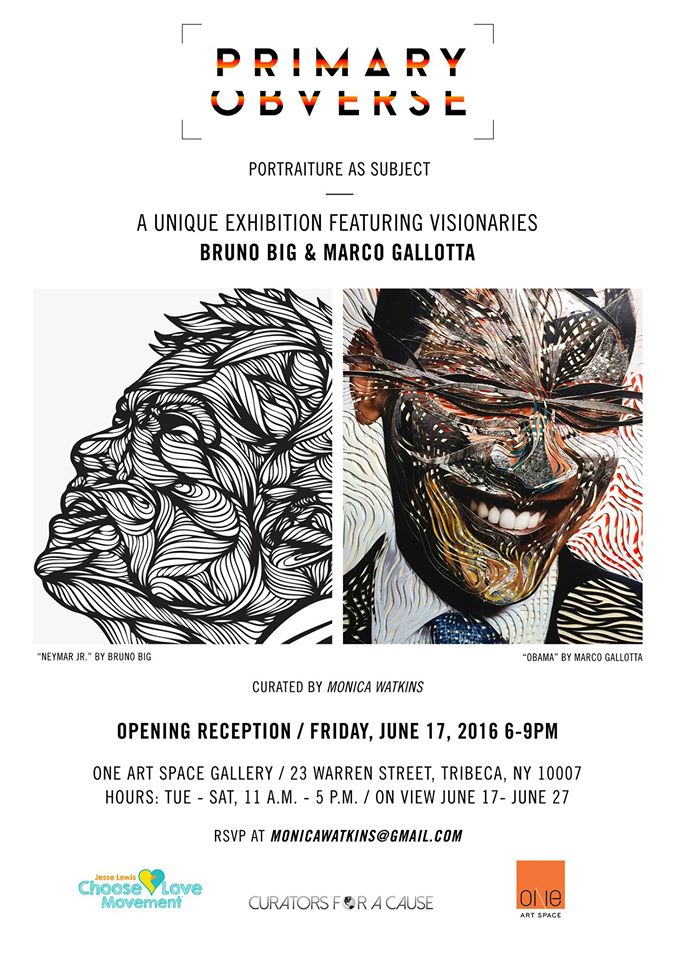 PRIMARY
OBVERSE
PORTRAITURE AS SUBJECT
A UNIQUE EXHIBITION FEATURING VISIONARIES
BRUNO BIG & MARCO GALLOTTA
"NEYMAR JR." BY BRUNO BIG
"OBAMA" BY MARCO GALLOTTA
CURATED BY MONICA WATKINS
OPENING RECEPTION / FRIDAY, JUNE 17, 2016 6-9PM
ONE ART SPACE GALLERY / 23 WARREN STREET, TRIBECA, NY 10007
HOURS: TUE - SAT, 11 A.M. - 5 P.M. / ON VIEW JUNE 17- JUNE 27
RSVP AT MONICAWATKINS@GMAIL.COM
Jesse Lewis
Choose Love
Movement
CURATORS FOR A CAUSE
ONE
ART SPACE